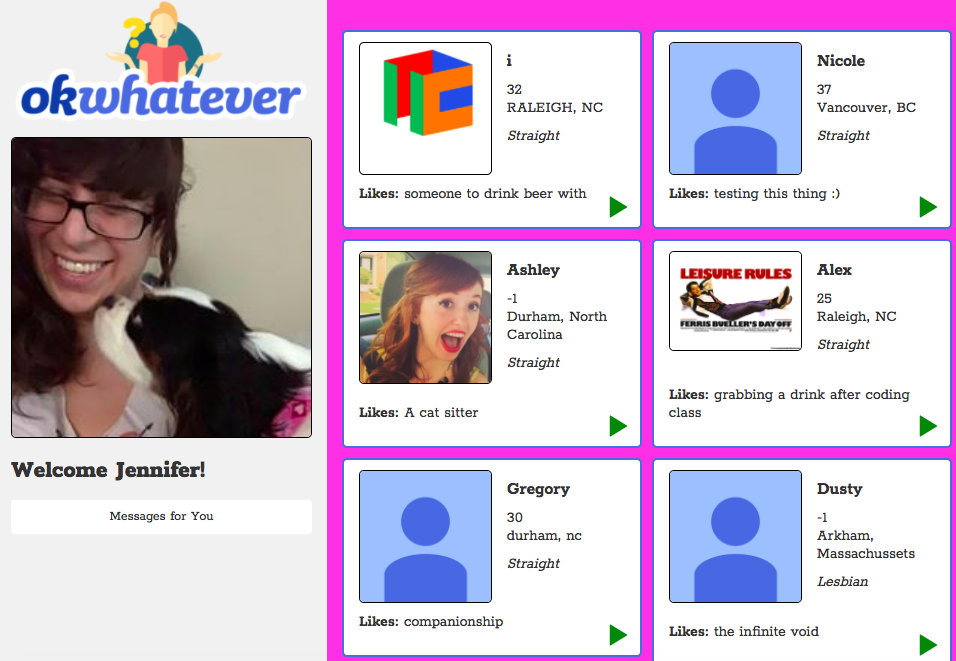 ?
okwhatever
Welcome Jennifer!
Messages for You
i
32
RALEIGH, NC
Straight
Likes: someone to drink beer with
Nicole
37
Vancouver, BC
Straight
Likes: testing this thing :)
Ashley
-1
Durham, North
Carolina
Straight
Likes: A cat sitter
LEISURE RULES
FERRIS BUELLER'S DAY OFF
Alex
25
Raleigh, NC
Straight
Likes: grabbing a drink after coding
class
Gregory
30
durham, nc
Straight
Likes: companionship
Dusty
-1
Arkham,
Massachussets
Lesbian
Likes: the infinite void